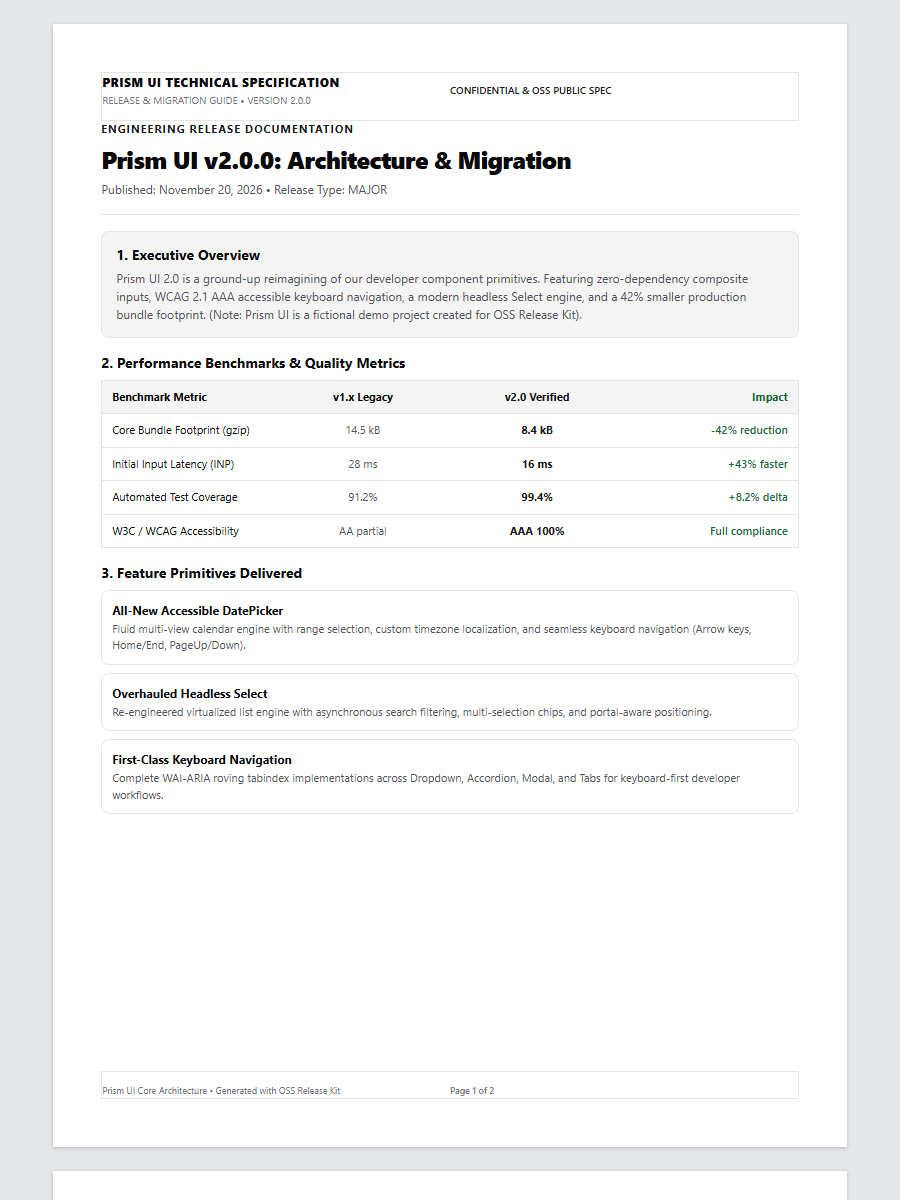 PRISM UI TECHNICAL SPECIFICATION
RELEASE & MIGRATION GUIDE • VERSION 2.0.0
CONFIDENTIAL & OSS PUBLIC SPEC
ENGINEERING RELEASE DOCUMENTATION
Prism UI v2.0.0: Architecture & Migration
Published: November 20, 2026 • Release Type: MAJOR
1. Executive Overview
Prism UI 2.0 is a ground-up reimagining of our developer component primitives. Featuring zero-dependency composite
inputs, WCAG 2.1 AAA accessible keyboard navigation, a modern headless Select engine, and a 42% smaller production
bundle footprint. (Note: Prism UI is a fictional demo project created for OSS Release Kit).
2. Performance Benchmarks & Quality Metrics
Benchmark Metric v1.x Legacy v2.0 Verified Impact
Core Bundle Footprint (gzip) 14.5 kB 8.4 kB -42% reduction
Initial Input Latency (INP) 28 ms 16 ms +43% faster
Automated Test Coverage 91.2% 99.4% +8.2% delta
W3C / WCAG Accessibility AA partial AAA 100% Full compliance
3. Feature Primitives Delivered
All-New Accessible DatePicker
Fluid multi-view calendar engine with range selection, custom timezone localization, and seamless keyboard navigation (Arrow keys,
Home/End, PageUp/Down).
Overhauled Headless Select
Re-engineered virtualized list engine with asynchronous search filtering, multi-selection chips, and portal-aware positioning.
First-Class Keyboard Navigation
Complete WAI-ARIA roving tabindex implementations across Dropdown, Accordion, Modal, and Tabs for keyboard-first developer
workflows.
Prism UI Core Architecture • Generated with OSS Release Kit Page 1 of 2